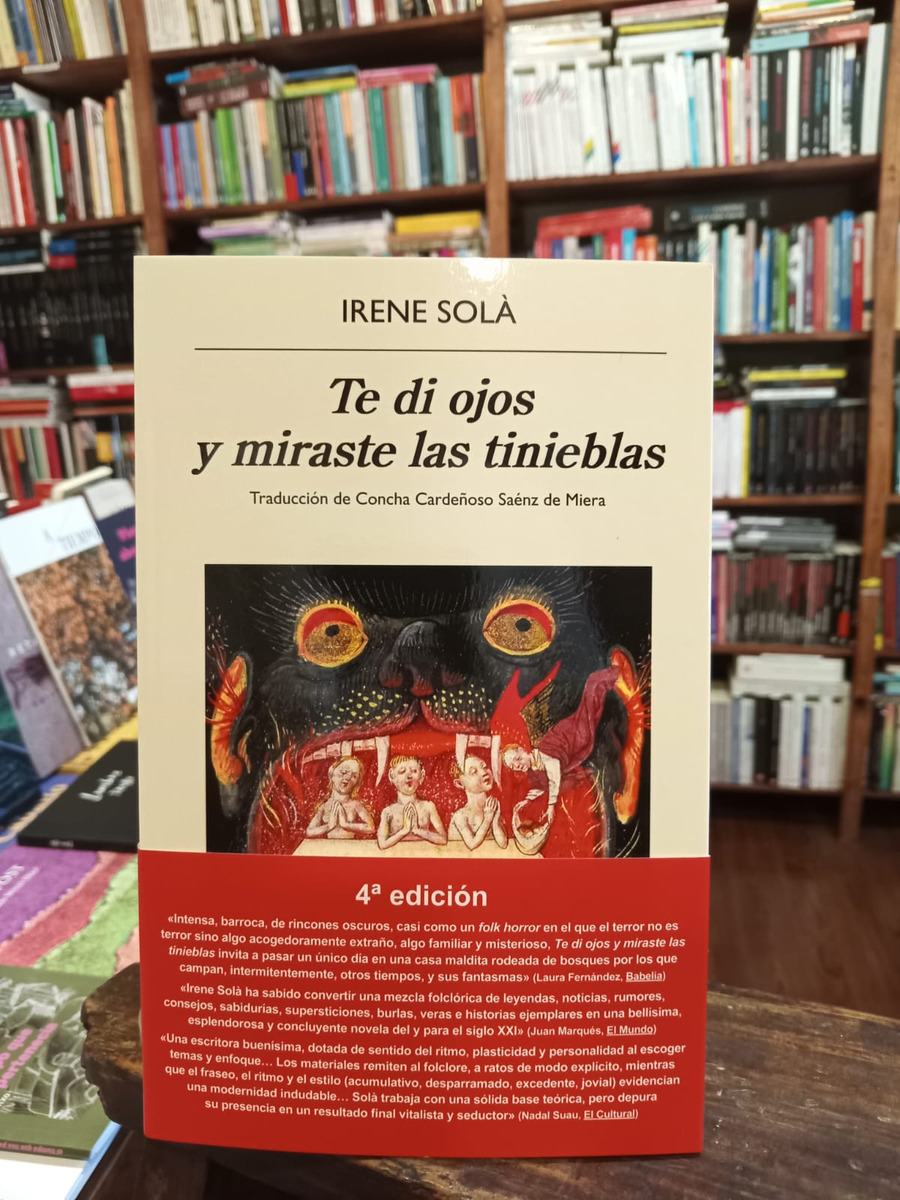 IRENE SOLÀ
Te di ojos
y miraste las tinieblas
Traducción de Concha Cardeñoso Saénz de Miera
4ª edición
«Intensa, barroca, de rincones oscuros, casi como un folk horror en el que el terror no es
terror sino algo acogedoramente extraño, algo familiar y misterioso, Te di ojos y miraste las
tinieblas invita a pasar un único día en una casa maldita rodeada de bosques por los que
campan, intermitentemente, otros tiempos, y sus fantasmas» (Laura Fernández, Babelia)
«Irene Solà ha sabido convertir una mezcla folclórica de leyendas, noticias, rumores,
consejos, sabidurías, supersticiones, burlas, veras e historias ejemplares en una bellísima,
esplendorosa y concluyente novela del y para el siglo XXI» (Juan Marqués, El Mundo)
«Una escritora buenísima, dotada de sentido del ritmo, plasticidad y personalidad al escoger
temas y enfoque… Los materiales remiten al folclore, a ratos de modo explícito, mientras
que el fraseo, el ritmo y el estilo (acumulativo, desparramado, excedente, jovial) evidencian
una modernidad indudable… Solà trabaja con una sólida base teórica, pero depura
su presencia en un resultado final vitalista y seductor» (Nadal Suau, El Cultural)